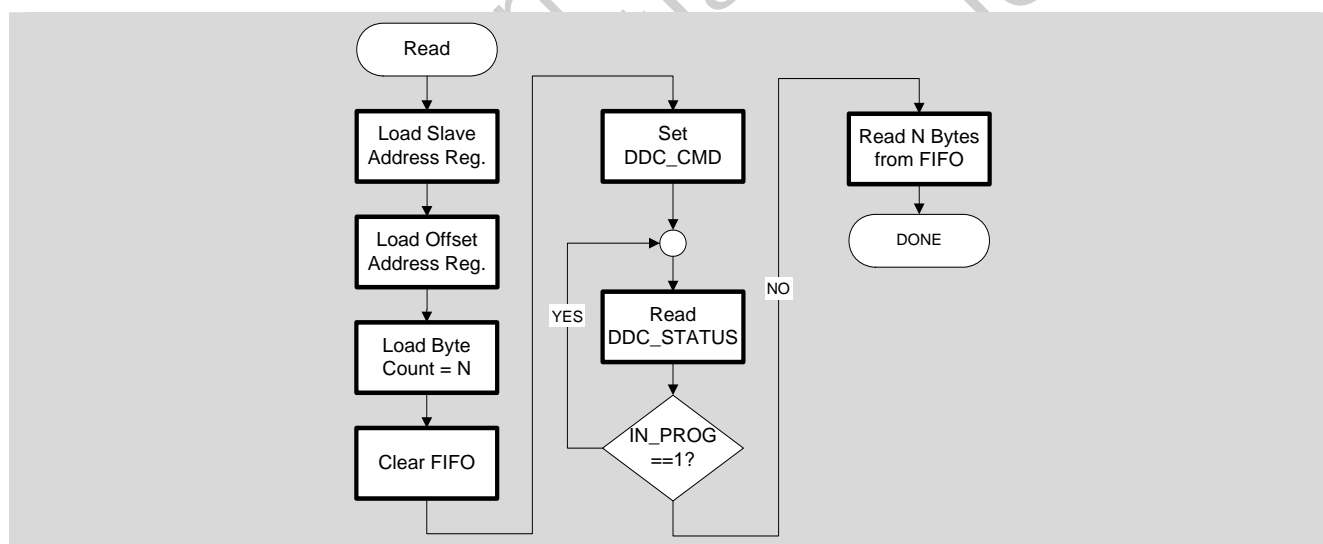 Read
Load Slave
Address Reg.
Load Offset
Address Reg.
Load Byte
Count = N
Clear FIFO
Set
DDC_CMD
YES
Read
DDC_STATUS
IN_PROG
==1?
NO
Read N Bytes
from FIFO
DONE